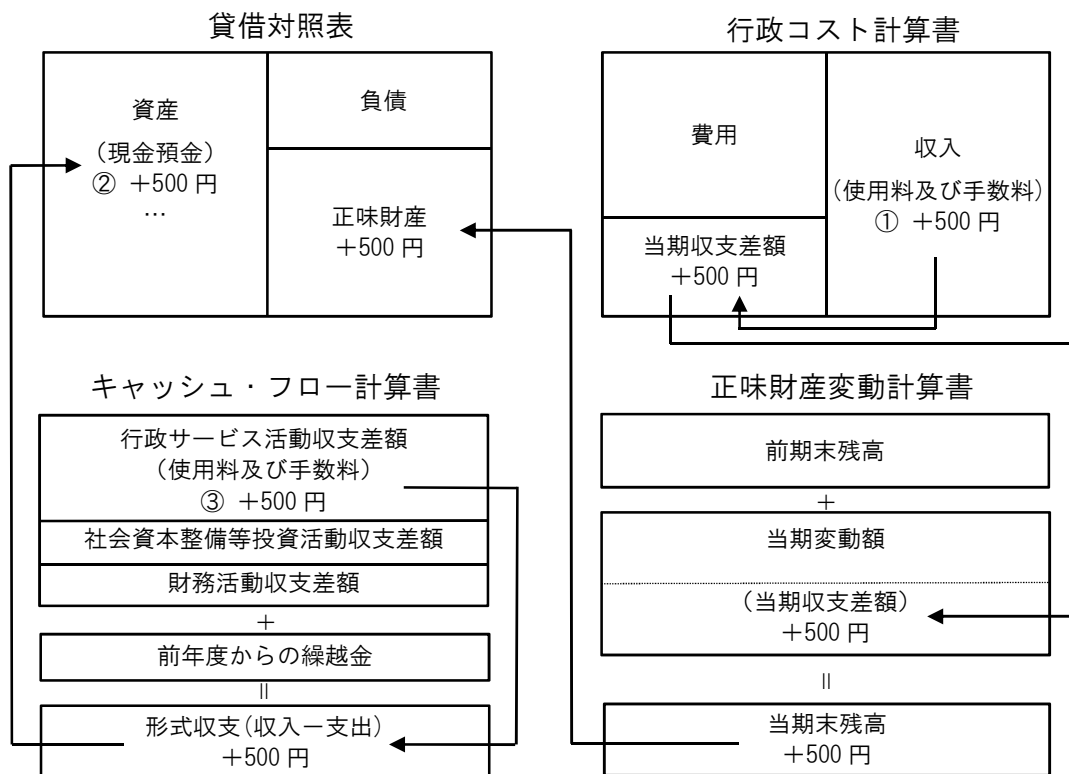 貸借対照表
資産
（現金預金）
② ＋500 円
…
負債
正味財産
＋500 円
行政コスト計算書
費用
当期収支差額
＋500 円
収入
（使用料及び手数料）
① ＋500 円
キャッシュ・フロー計算書
行政サービス活動収支差額
（使用料及び手数料）
③ ＋500 円
社会資本整備等投資活動収支差額
財務活動収支差額
＋
前年度からの繰越金
＝
形式収支（収入－支出）
＋500 円
正味財産変動計算書
前期末残高
＋
当期変動額
（当期収支差額）
＋500 円
＝
当期末残高
＋500 円